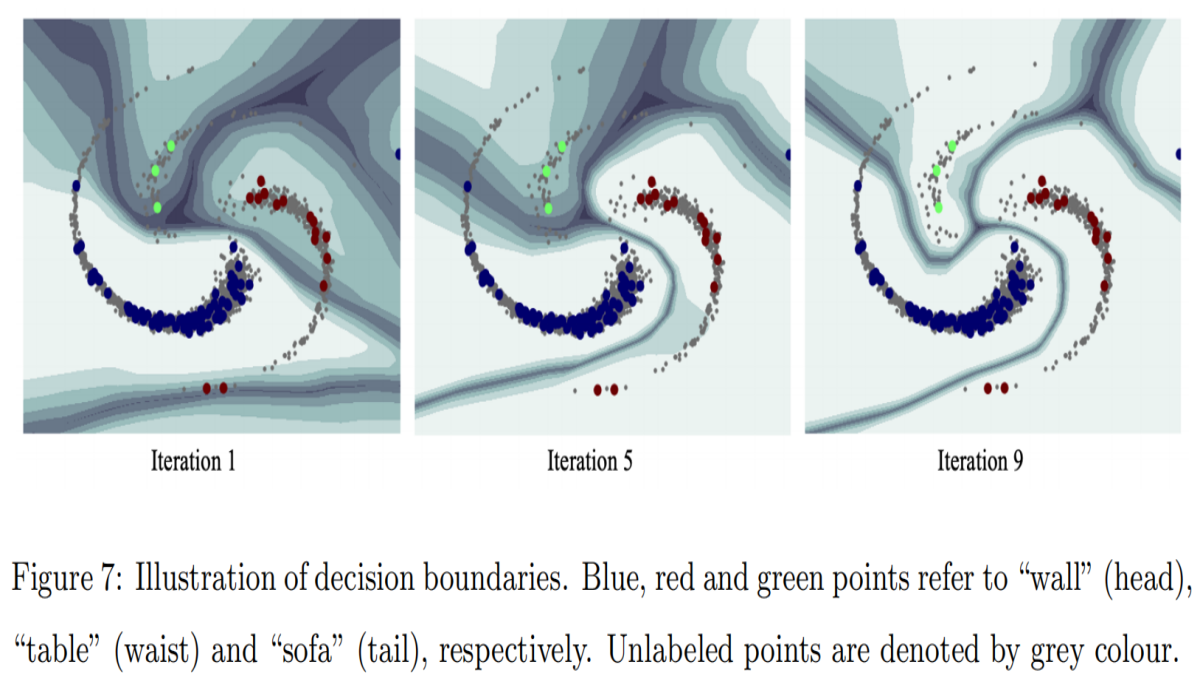 Iteration 1
Iteration 5
Iteration 9
Figure 7: Illustration of decision boundaries. Blue, red and green points refer to “wall” (head),
“table” (waist) and “sofa” (tail), respectively. Unlabeled points are denoted by grey colour.